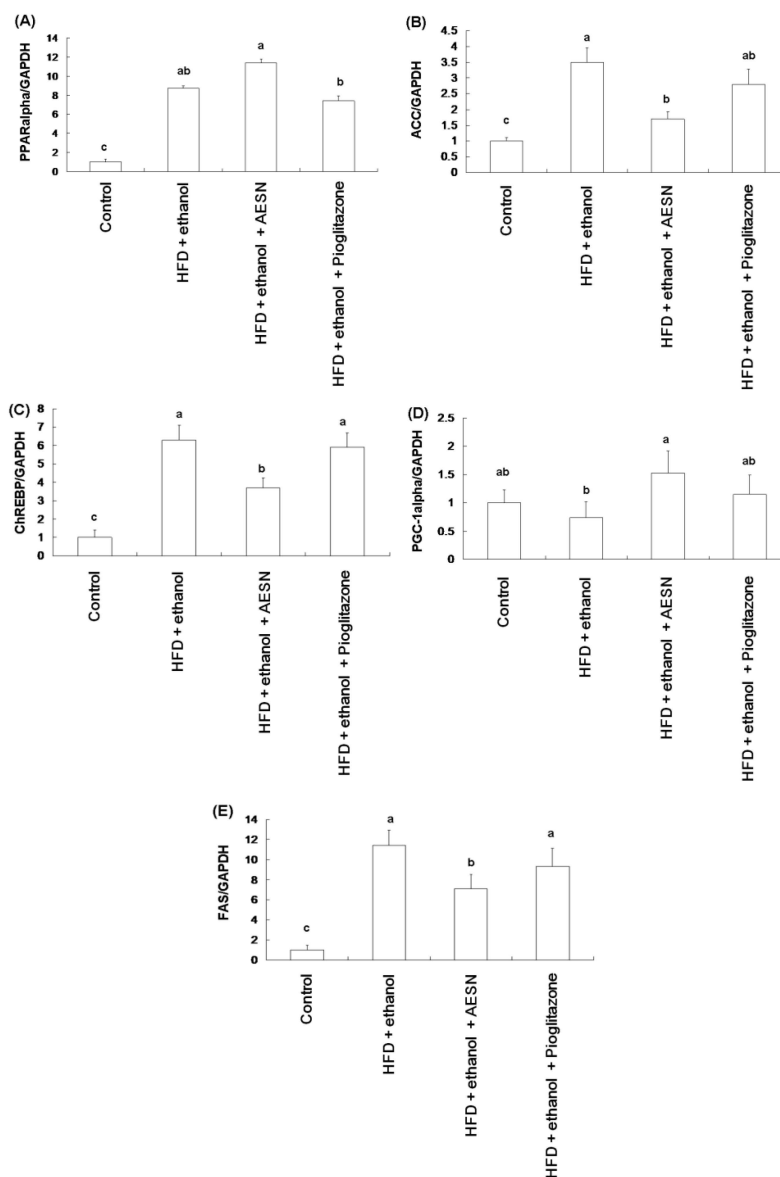 (A)
PPARalpha/GAPDH
14
12
10
8
6
4
2
0
c
ab
a
b
Control
HFD + ethanol
HFD + ethanol + AESN
HFD + ethanol + Pioglitazone
(B)
ACC/GAPDH
4.5
4
3.5
3
2.5
2
1.5
1
0.5
0
c
a
b
ab
Control
HFD + ethanol
HFD + ethanol + AESN
HFD + ethanol + Pioglitazone
(C)
ChREBP/GAPDH
8
7
6
5
4
3
2
1
0
c
a
b
a
Control
HFD + ethanol
HFD + ethanol + AESN
HFD + ethanol + Pioglitazone
(D)
PGC-1alpha/GAPDH
2.5
2
1.5
1
0.5
0
ab
b
a
ab
Control
HFD + ethanol
HFD + ethanol + AESN
HFD + ethanol + Pioglitazone
(E)
FAS/GAPDH
14
12
10
8
6
4
2
0
c
a
b
a
Control
HFD + ethanol
HFD + ethanol + AESN
HFD + ethanol + Pioglitazone